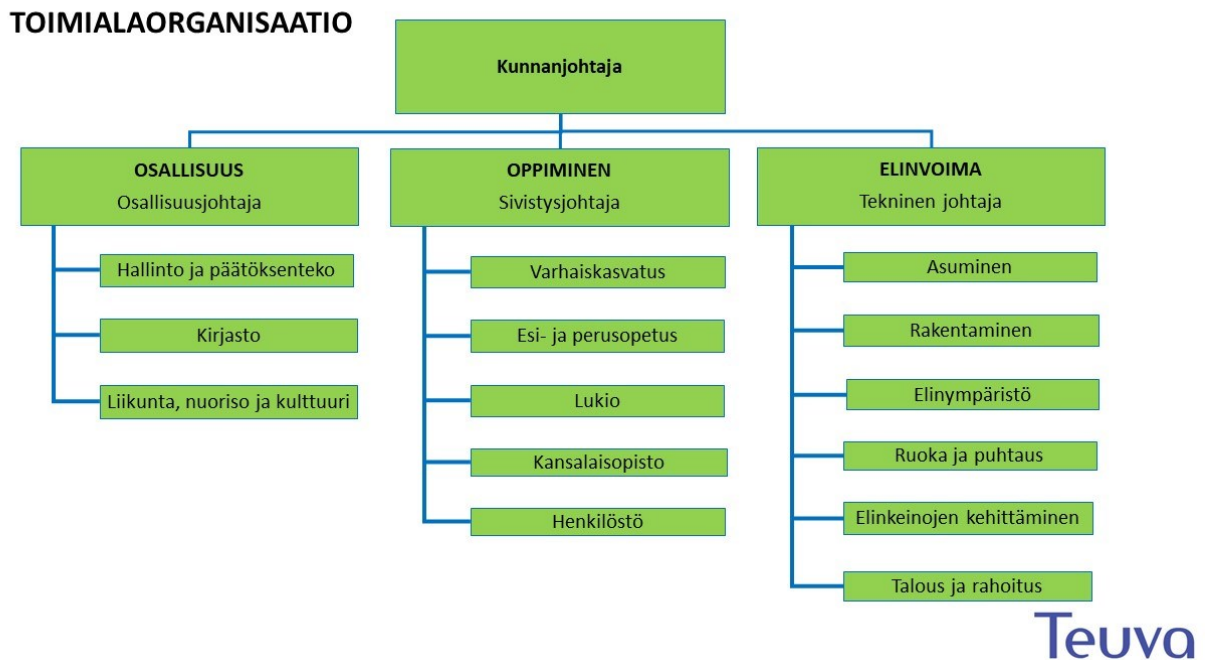 TOIMIALAORGANISAATIO
Kunnanjohtaja
OSALLISUUS
Osallisuusjohtaja
Hallinto ja päätöksenteko
Kirjasto
Liikunta, nuoriso ja kulttuuri
OPPIMINEN
Sivistysjohtaja
Varhaiskasvatus
Esi- ja perusopetus
Lukio
Kansalaisopisto
Henkilöstö
ELINVOIMA
Tekninen johtaja
Asuminen
Rakentaminen
Elinympäristö
Ruoka ja puhtaus
Elinkeinojen kehittäminen
Talous ja rahoitus
Teuva